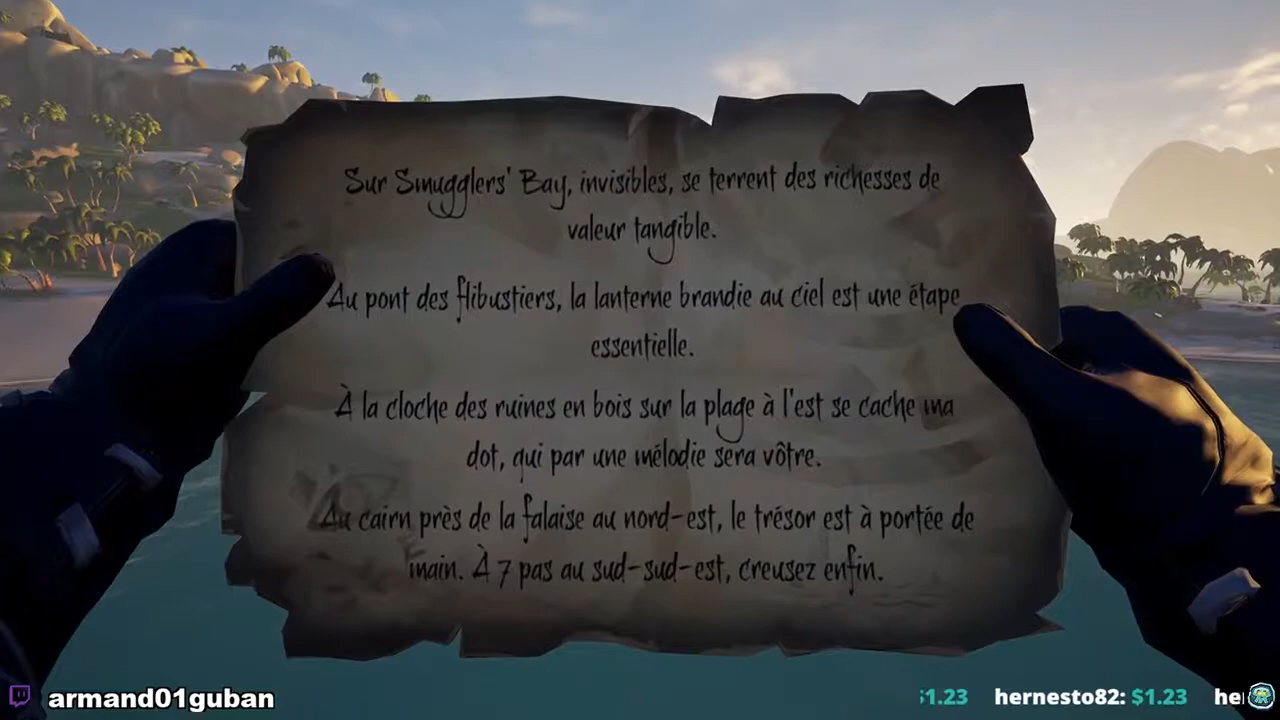 Sur Smugglers' Bay, invisibles, se terrent des richesses de
valeur tangible.
Au pont des flibustiers, la lanterne brandie au ciel est une étape
essentielle.
À la cloche des ruines en bois sur la plage à l'est se cache ma
dot, qui par une mélodie sera vôtre.
Au cairn près de la falaise au nord-est, le trésor est à portée de
main. À 7 pas au sud-sud-est, creusez enfin.
armand01guban
$1.23 hernesto82: $1.23 he